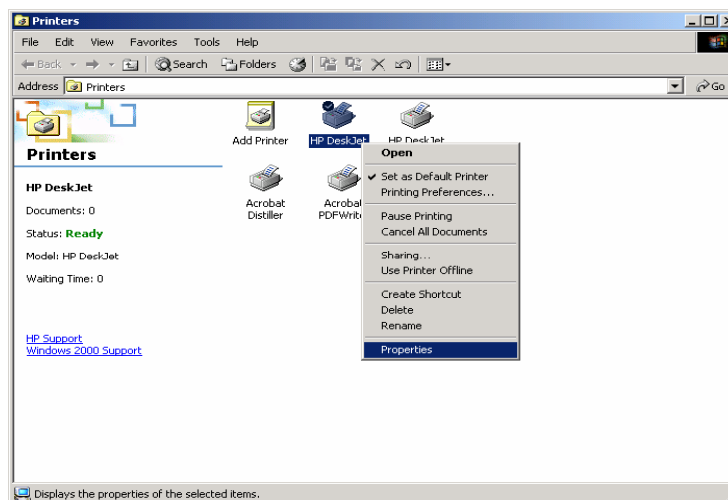 Printers
File Edit View Favorites Tools Help
Back Search Folders
Address Printers Go
Printers
HP DeskJet
Documents: 0
Status: Ready
Model: HP DeskJet
Waiting Time: 0
HP Support
Windows 2000 Support
Add Printer
HP DeskJet
HP DeskJet
Acrobat
Distiller
Acrobat
PDFWrite
Open
Set as Default Printer
Printing Preferences...
Pause Printing
Cancel All Documents
Sharing...
Use Printer Offline
Create Shortcut
Delete
Rename
Properties
Displays the properties of the selected items.